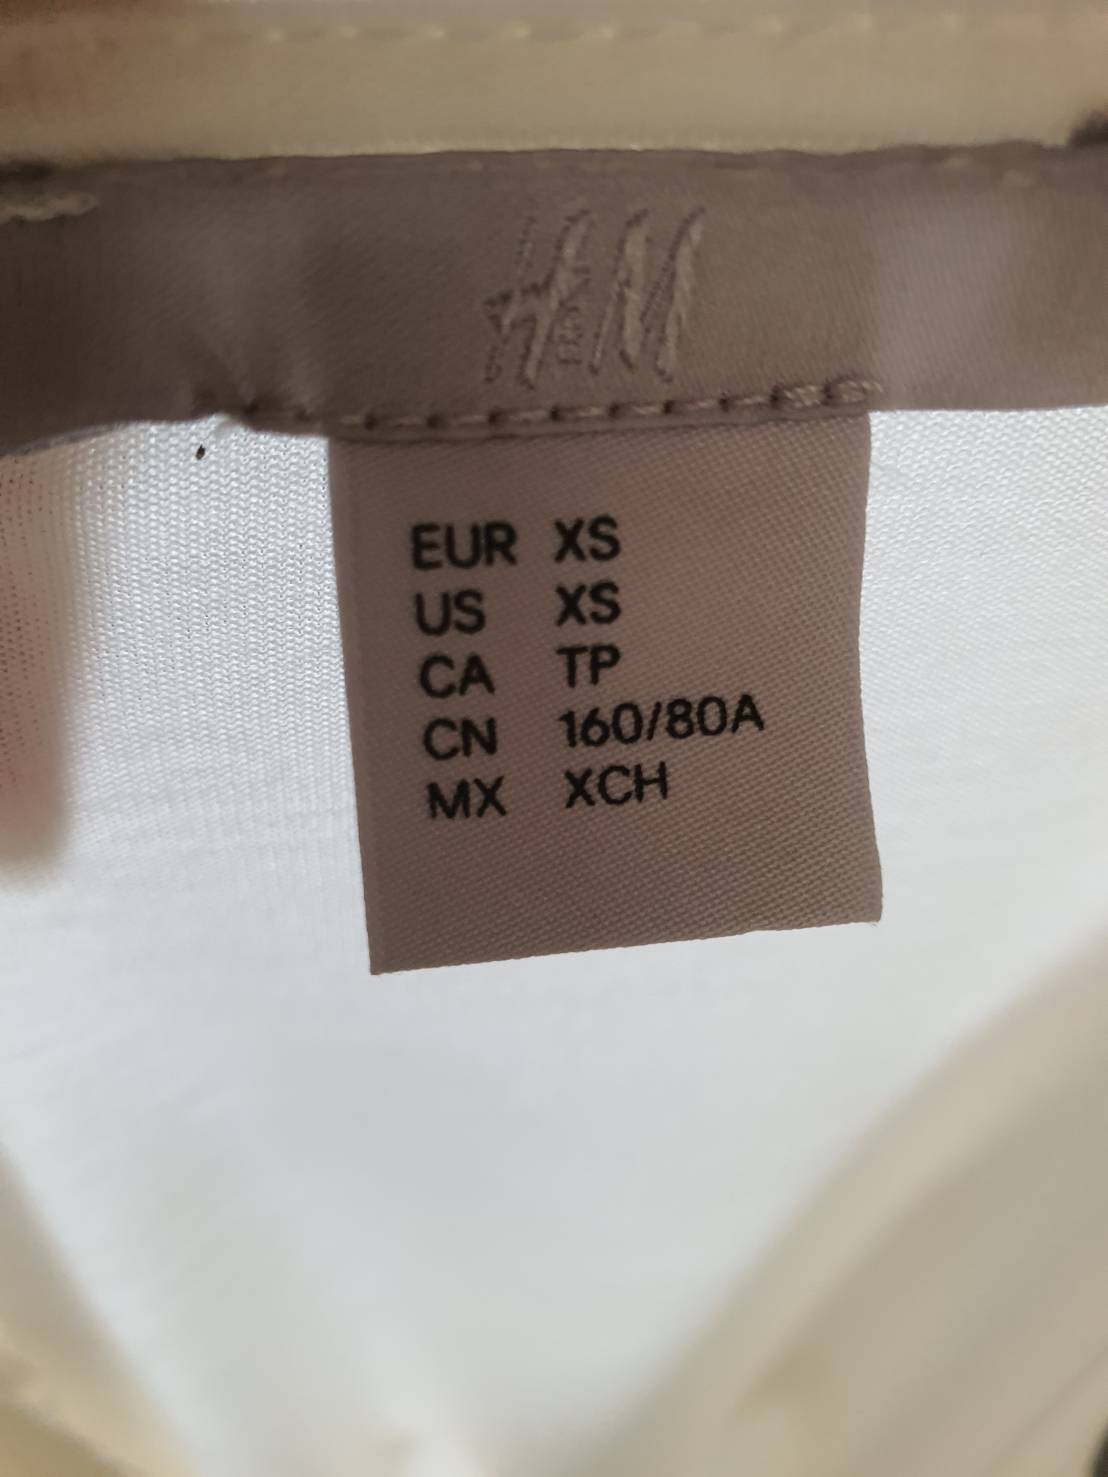 H&M
EUR XS
US XS
CA TP
CN 160/80A
MX XCH